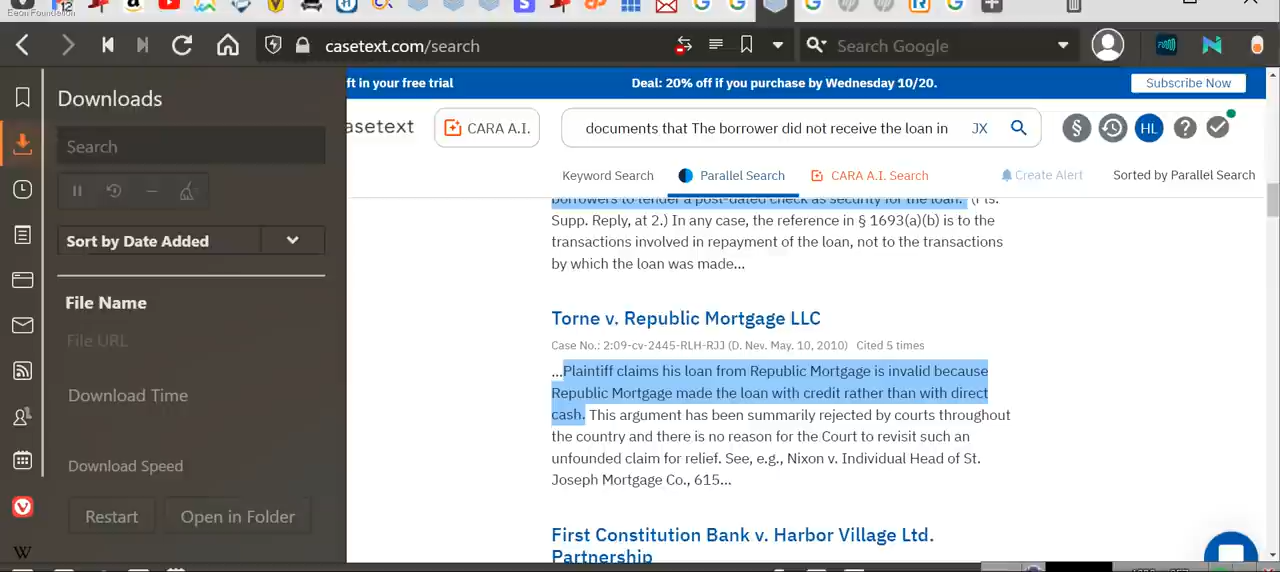 12
Eaon Foundation
casetext.com/search
Search Google
Downloads
Search
Sort by Date Added
File Name
File URL
Download Time
Download Speed
Restart
Open in Folder
W
ft in your free trial
Deal: 20% off if you purchase by Wednesday 10/20.
Subscribe Now
asetext
CARA A.I.
documents that The borrower did not receive the loan in
JX
§
HL
?
Keyword Search
Parallel Search
CARA A.I. Search
Create Alert
Sorted by Parallel Search
borrowers to tender a post-dated check as security for the loan." (Pls.
Supp. Reply, at 2.) In any case, the reference in § 1693(a)(b) is to the
transactions involved in repayment of the loan, not to the transactions
by which the loan was made...
Torne v. Republic Mortgage LLC
Case No.: 2:09-cv-2445-RLH-RJJ (D. Nev. May. 10, 2010) Cited 5 times
...Plaintiff claims his loan from Republic Mortgage is invalid because
Republic Mortgage made the loan with credit rather than with direct
cash. This argument has been summarily rejected by courts throughout
the country and there is no reason for the Court to revisit such an
unfounded claim for relief. See, e.g., Nixon v. Individual Head of St.
Joseph Mortgage Co., 615...
First Constitution Bank v. Harbor Village Ltd.
Partnership